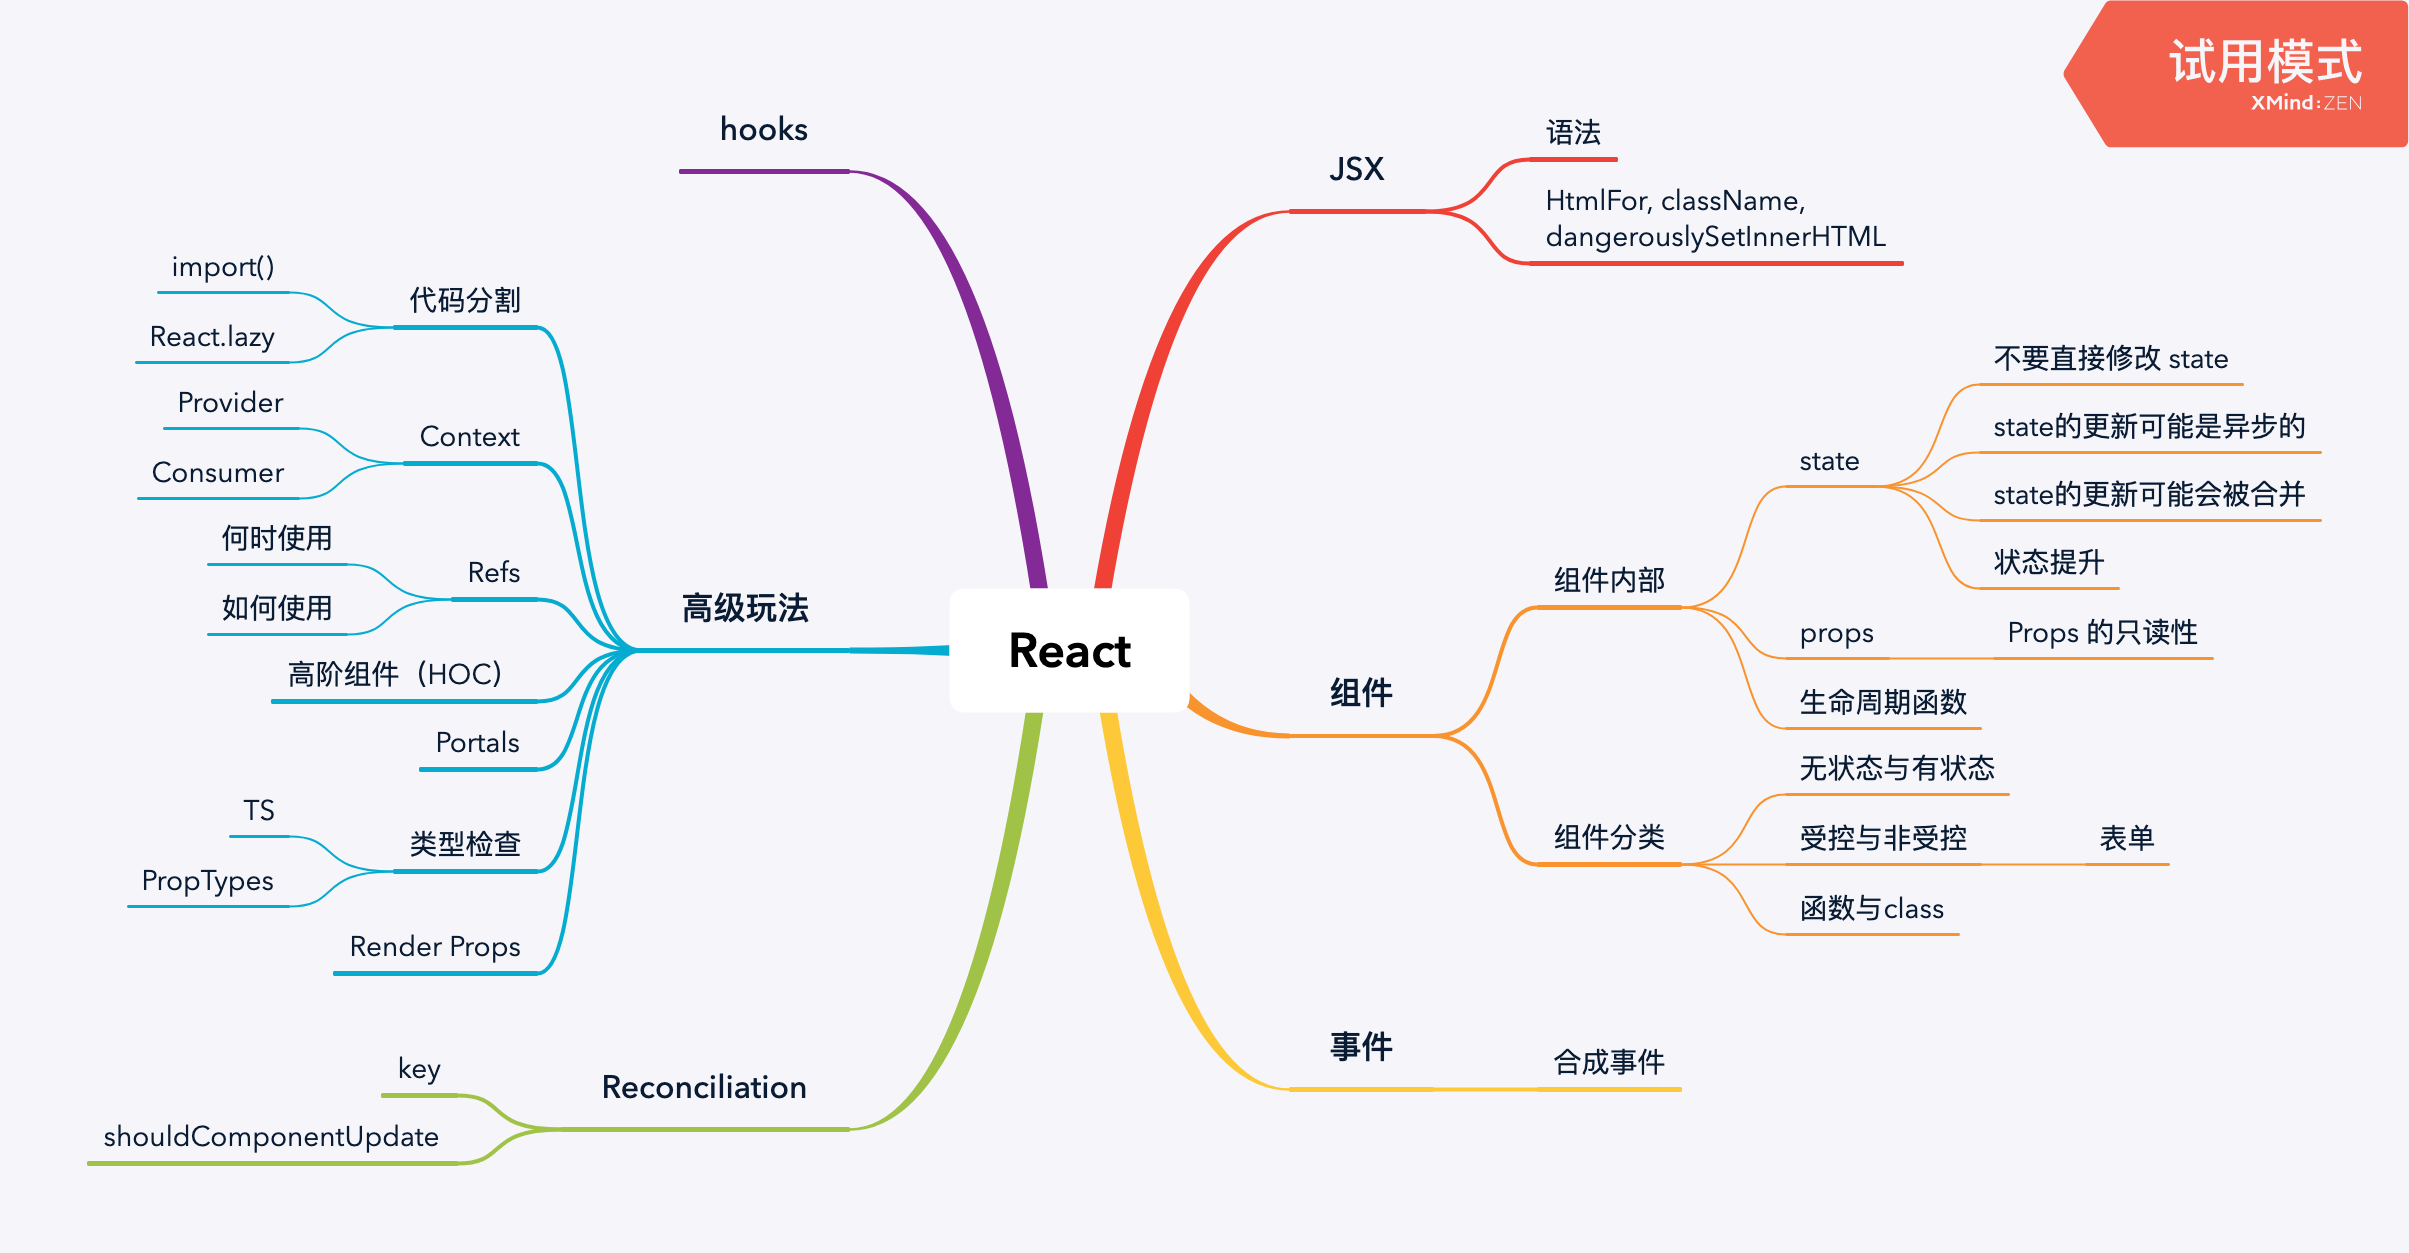 试用模式
XMind:ZEN
React
JSX
语法
HtmlFor, className,
dangerouslySetInnerHTML
组件
组件内部
state
不要直接修改 state
state的更新可能是异步的
state的更新可能会被合并
状态提升
props
Props 的只读性
生命周期函数
组件分类
无状态与有状态
受控与非受控
表单
函数与class
事件
合成事件
hooks
高级玩法
代码分割
import()
React.lazy
Context
Provider
Consumer
Refs
何时使用
如何使用
高阶组件（HOC）
Portals
类型检查
TS
PropTypes
Render Props
Reconciliation
key
shouldComponentUpdate